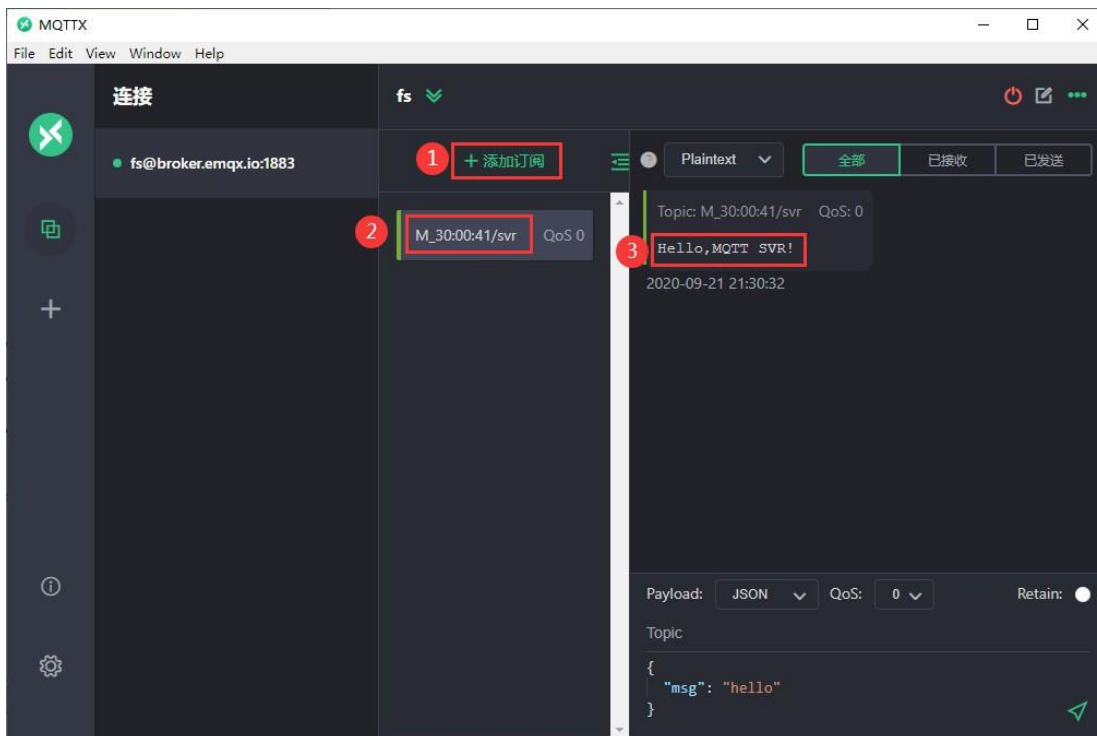 MQTTX
File Edit View Window Help
连接
fs@broker.emqx.io:1883
fs
1
+ 添加订阅
2
M_30:00:41/svr QoS 0
Plaintext
全部
已接收
已发送
Topic: M_30:00:41/svr QoS: 0
3
Hello,MQTT SVR!
2020-09-21 21:30:32
Payload: JSON QoS: 0 Retain:
Topic
{
"msg": "hello"
}